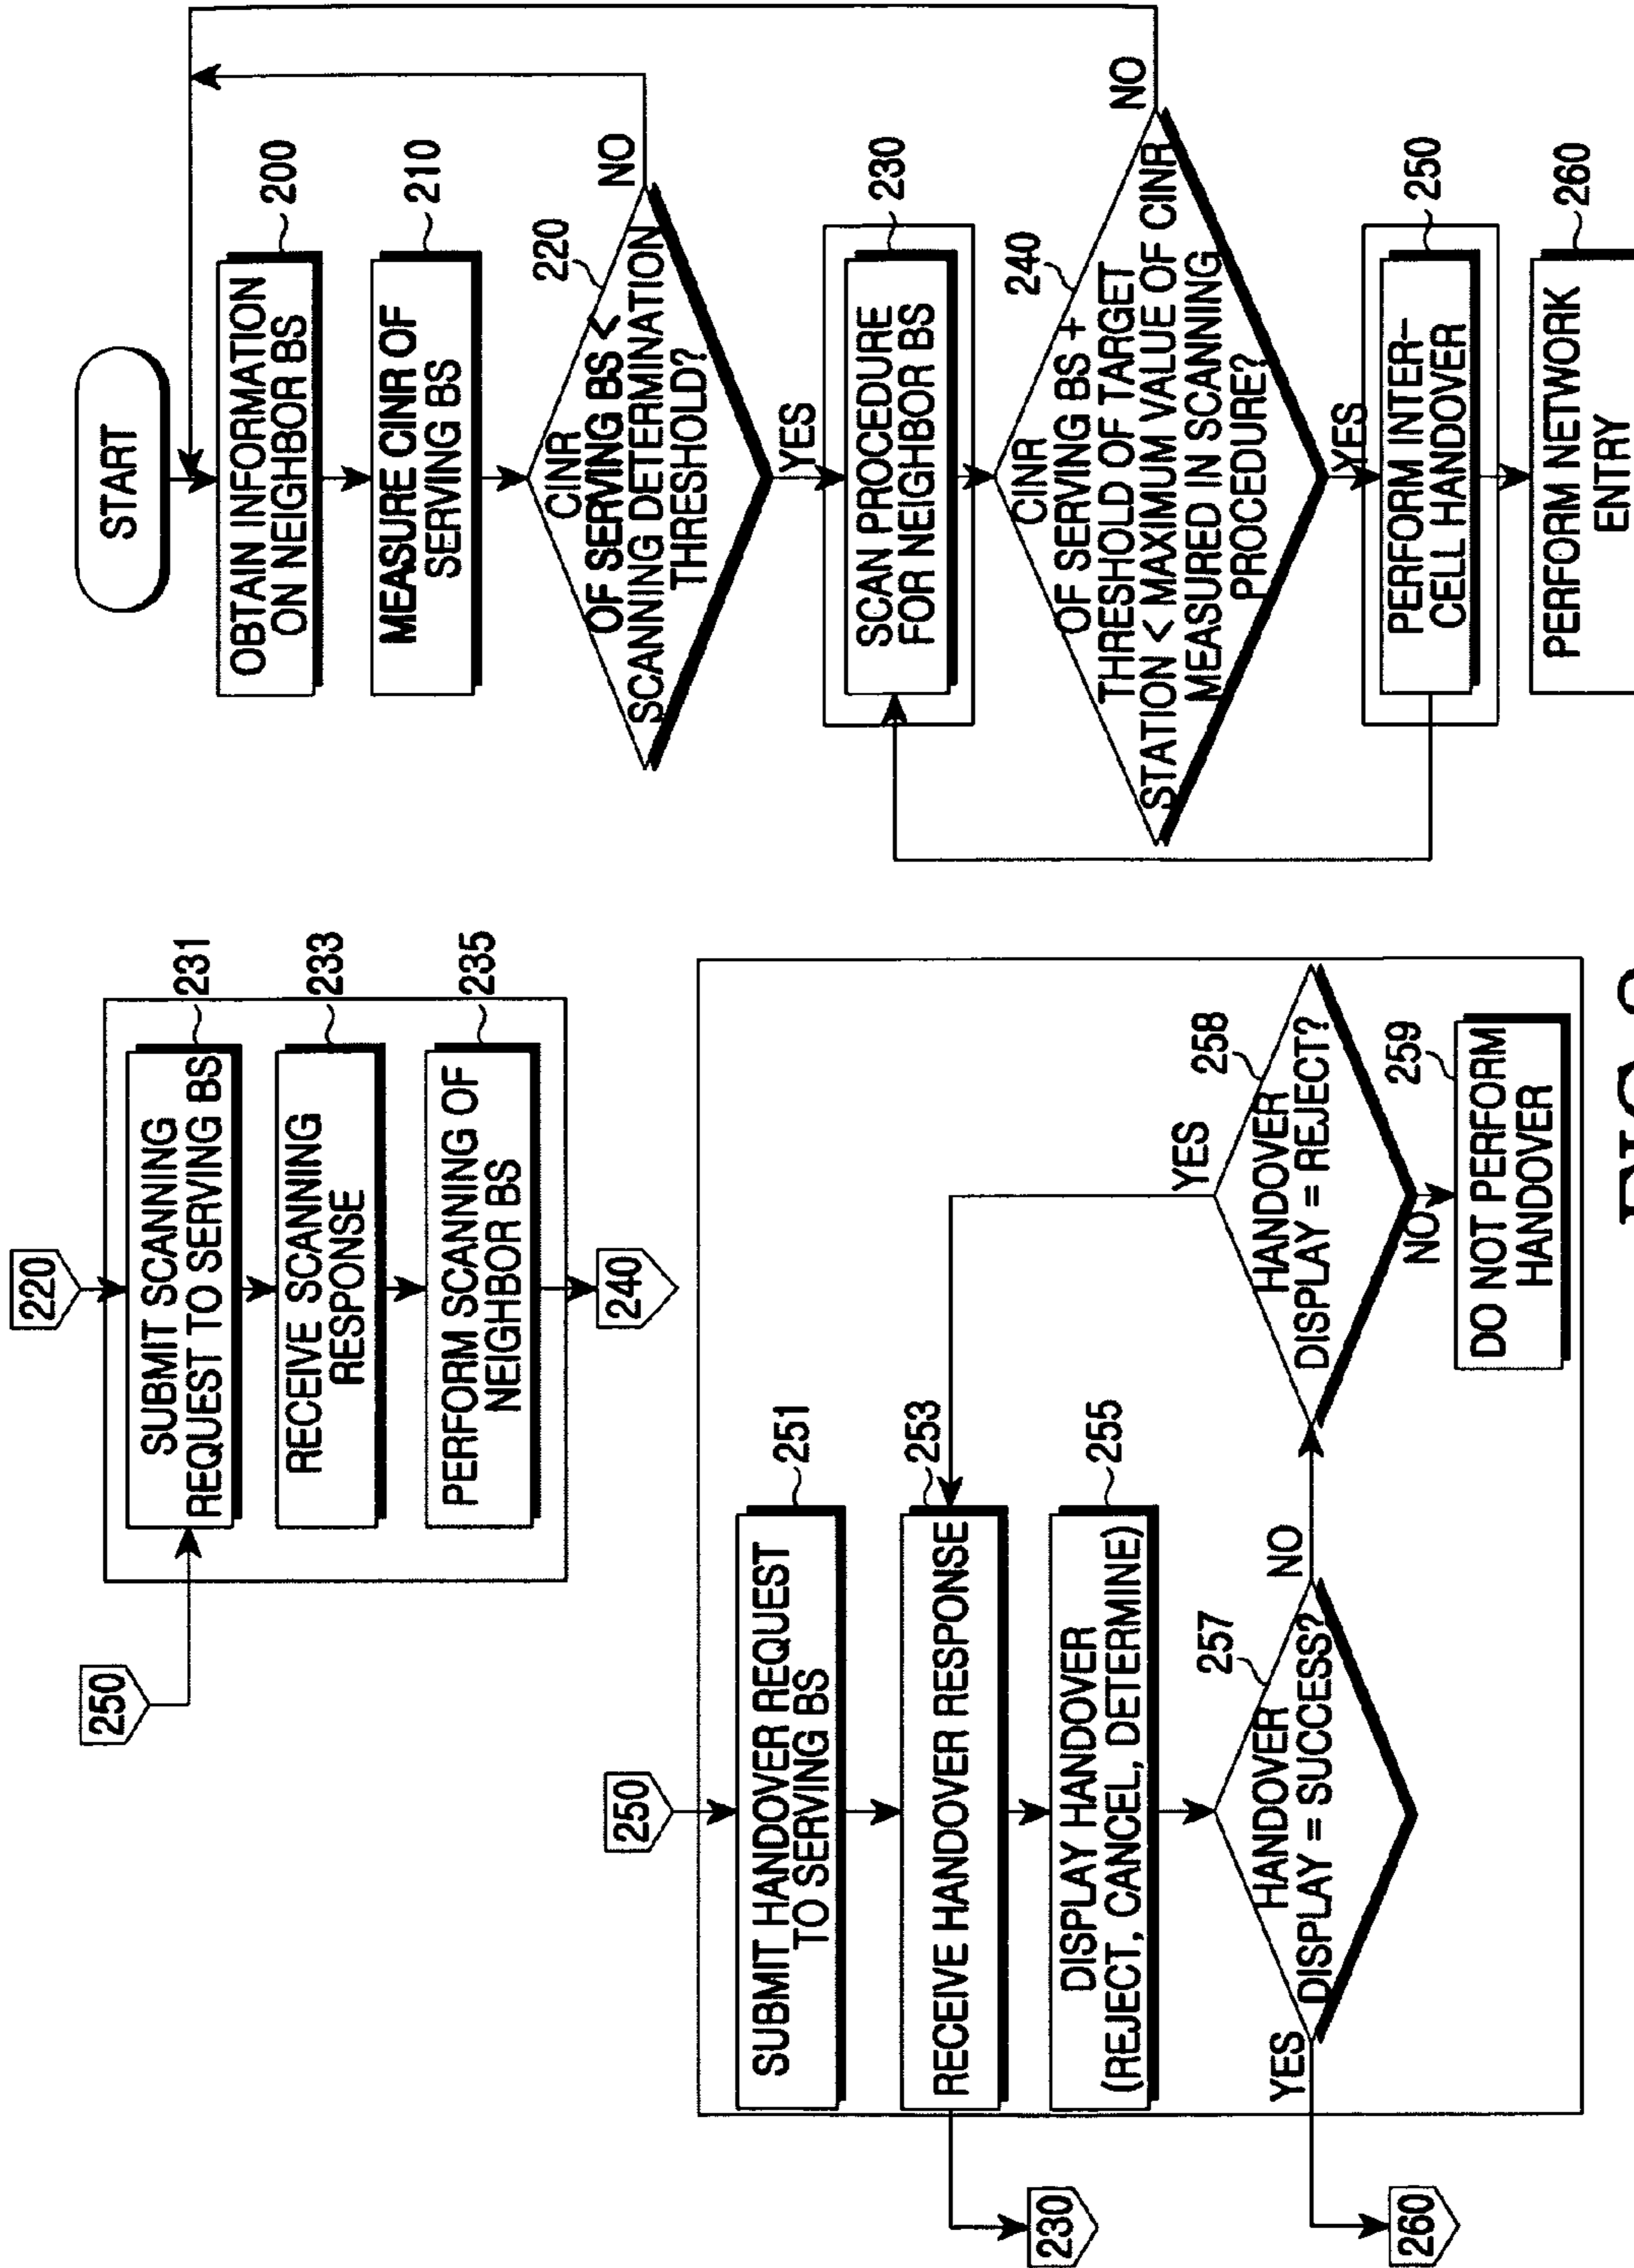 START
OBTAIN INFORMATION
ON NEIGHBOR BS
200
MEASURE CINR OF
SERVING BS
210
CINR
OF SERVING BS <
SCANNING DETERMINATION
THRESHOLD?
220
NO
YES
SCAN PROCEDURE
FOR NEIGHBOR BS
230
CINR
OF SERVING BS +
THRESHOLD OF TARGET
STATION < MAXIMUM VALUE OF CINR
MEASURED IN SCANNING
PROCEDURE?
240
NO
YES
PERFORM INTER-
CELL HANDOVER
250
PERFORM NETWORK
ENTRY
260
220
250
SUBMIT SCANNING
REQUEST TO SERVING BS
231
RECEIVE SCANNING
RESPONSE
233
PERFORM SCANNING OF
NEIGHBOR BS
235
240
250
SUBMIT HANDOVER REQUEST
TO SERVING BS
251
RECEIVE HANDOVER RESPONSE
253
230
DISPLAY HANDOVER
(REJECT, CANCEL, DETERMINE)
255
HANDOVER
DISPLAY = SUCCESS?
257
YES
260
NO
HANDOVER
DISPLAY = REJECT?
258
YES
NO
DO NOT PERFORM
HANDOVER
259